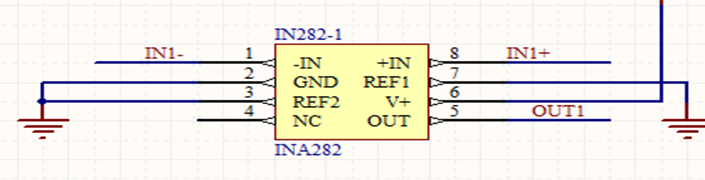 IN282-1
IN1- 1 -IN +IN 8 IN1+
2 GND REF1 7
3 REF2 V+ 6
4 NC OUT 5 OUT1
INA282